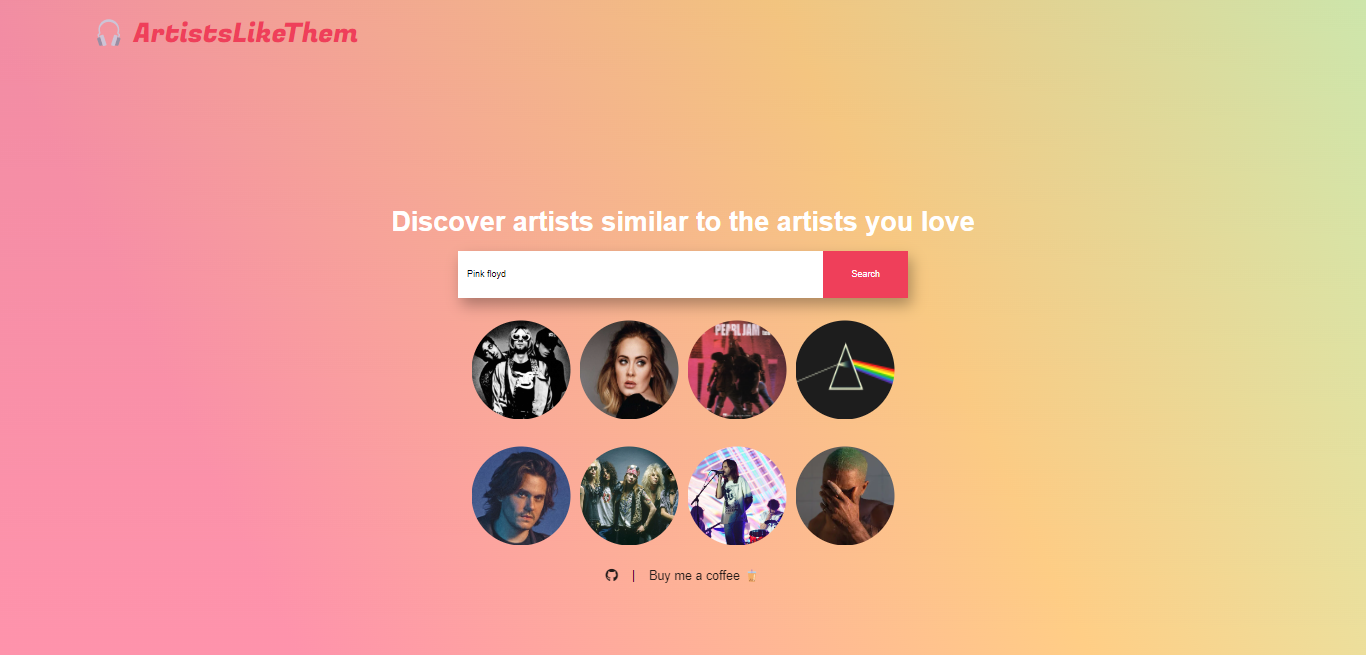 ArtistsLikeThem
Discover artists similar to the artists you love
Pink floyd
Search
PEARL JAM
| Buy me a coffee